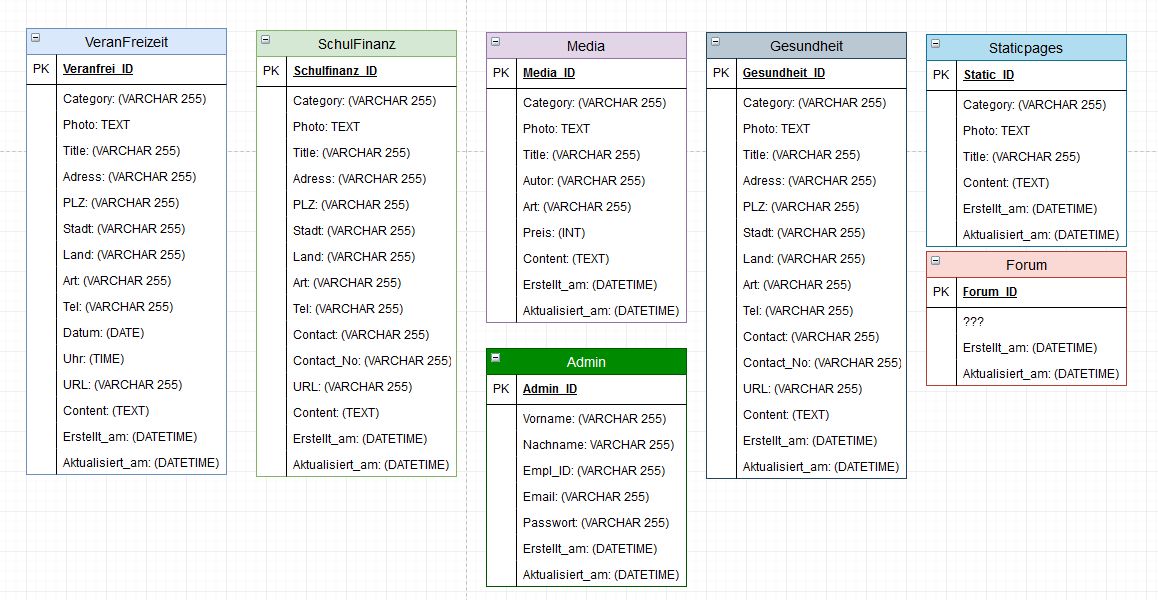 VeranFreizeit
PK Veranfrei_ID
Category: (VARCHAR 255)
Photo: TEXT
Title: (VARCHAR 255)
Adress: (VARCHAR 255)
PLZ: (VARCHAR 255)
Stadt: (VARCHAR 255)
Land: (VARCHAR 255)
Art: (VARCHAR 255)
Tel: (VARCHAR 255)
Datum: (DATE)
Uhr: (TIME)
URL: (VARCHAR 255)
Content: (TEXT)
Erstellt_am: (DATETIME)
Aktualisiert_am: (DATETIME)
SchulFinanz
PK Schulfinanz_ID
Category: (VARCHAR 255)
Photo: TEXT
Title: (VARCHAR 255)
Adress: (VARCHAR 255)
PLZ: (VARCHAR 255)
Stadt: (VARCHAR 255)
Land: (VARCHAR 255)
Art: (VARCHAR 255)
Tel: (VARCHAR 255)
Contact: (VARCHAR 255)
Contact_No: (VARCHAR 255)
URL: (VARCHAR 255)
Content: (TEXT)
Erstellt_am: (DATETIME)
Aktualisiert_am: (DATETIME)
Media
PK Media_ID
Category: (VARCHAR 255)
Photo: TEXT
Title: (VARCHAR 255)
Autor: (VARCHAR 255)
Art: (VARCHAR 255)
Preis: (INT)
Content: (TEXT)
Erstellt_am: (DATETIME)
Aktualisiert_am: (DATETIME)
Admin
PK Admin_ID
Vorname: (VARCHAR 255)
Nachname: VARCHAR 255)
Empl_ID: (VARCHAR 255)
Email: (VARCHAR 255)
Passwort: (VARCHAR 255)
Erstellt_am: (DATETIME)
Aktualisiert_am: (DATETIME)
Gesundheit
PK Gesundheit_ID
Category: (VARCHAR 255)
Photo: TEXT
Title: (VARCHAR 255)
Adress: (VARCHAR 255)
PLZ: (VARCHAR 255)
Stadt: (VARCHAR 255)
Land: (VARCHAR 255)
Art: (VARCHAR 255)
Tel: (VARCHAR 255)
Contact: (VARCHAR 255)
Contact_No: (VARCHAR 255)
URL: (VARCHAR 255)
Content: (TEXT)
Erstellt_am: (DATETIME)
Aktualisiert_am: (DATETIME)
Staticpages
PK Static_ID
Category: (VARCHAR 255)
Photo: TEXT
Title: (VARCHAR 255)
Content: (TEXT)
Erstellt_am: (DATETIME)
Aktualisiert_am: (DATETIME)
Forum
PK Forum_ID
???
Erstellt_am: (DATETIME)
Aktualisiert_am: (DATETIME)